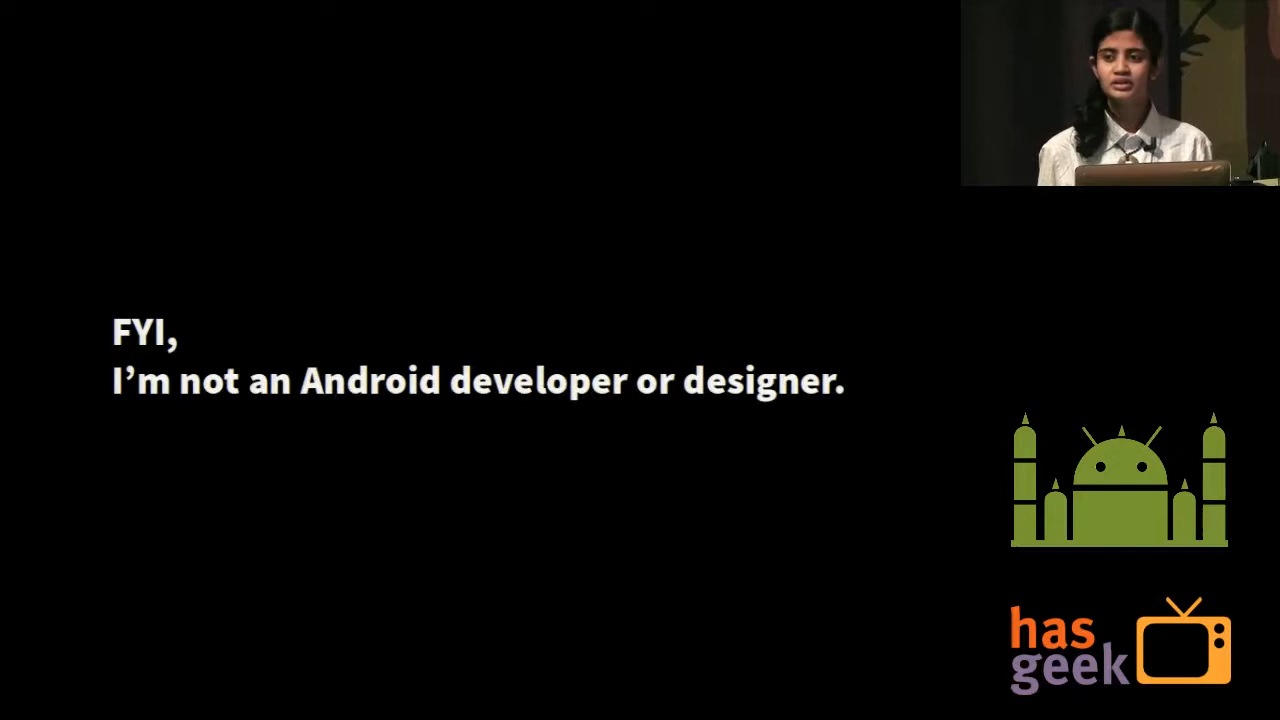 FYI,
I’m not an Android developer or designer.
has
geek